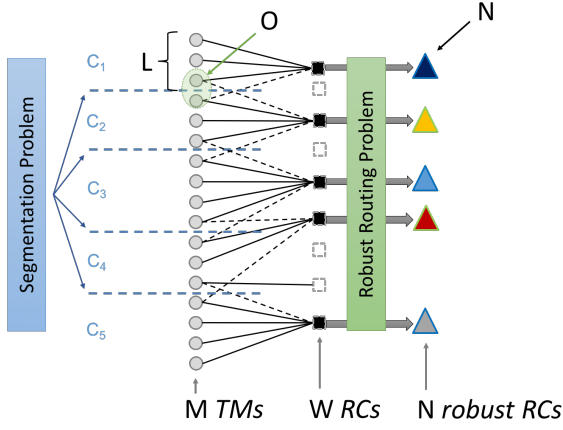 N
O
L
C1
C2
C3
C4
C5
Segmentation Problem
Robust Routing Problem
M TMs
W RCs
N robust RCs